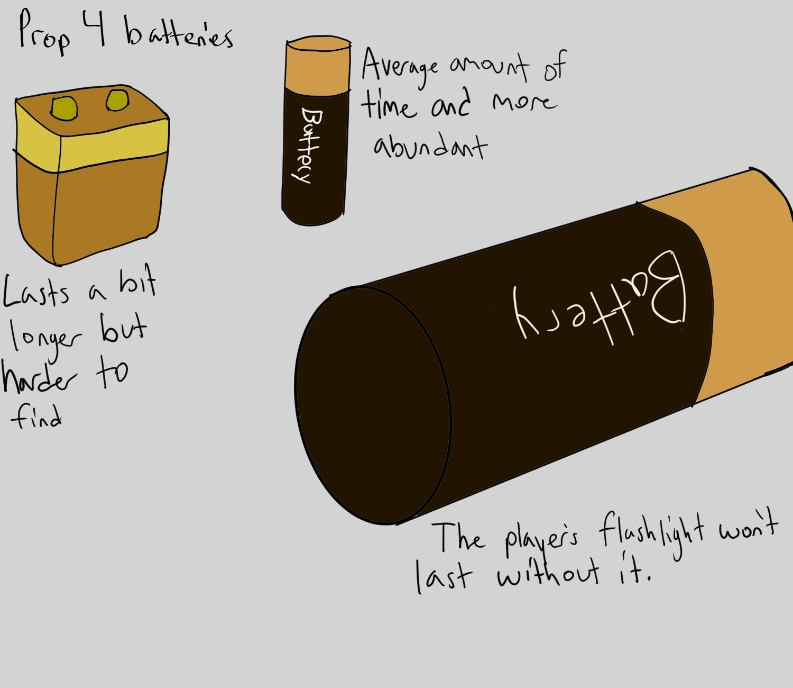 Prop 4 batteries
Average amount of
time and more
abundant
Battery
Battery
Lasts a bit
longer but
harder to
find
The player's flashlight won't
last without it.